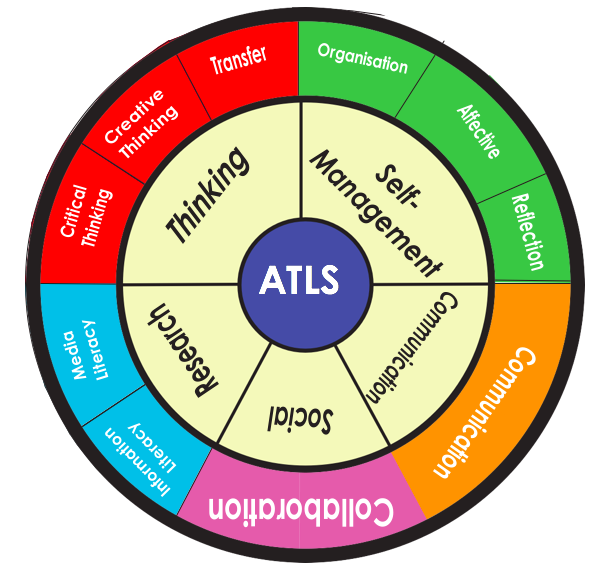 Transfer
Organisation
Creative
Thinking
Affective
Critical
Thinking
Reflection
Thinking
Self-
Management
ATLS
Research
Communication
Social
Media
Literacy
Information
Literacy
Communication
Collaboration